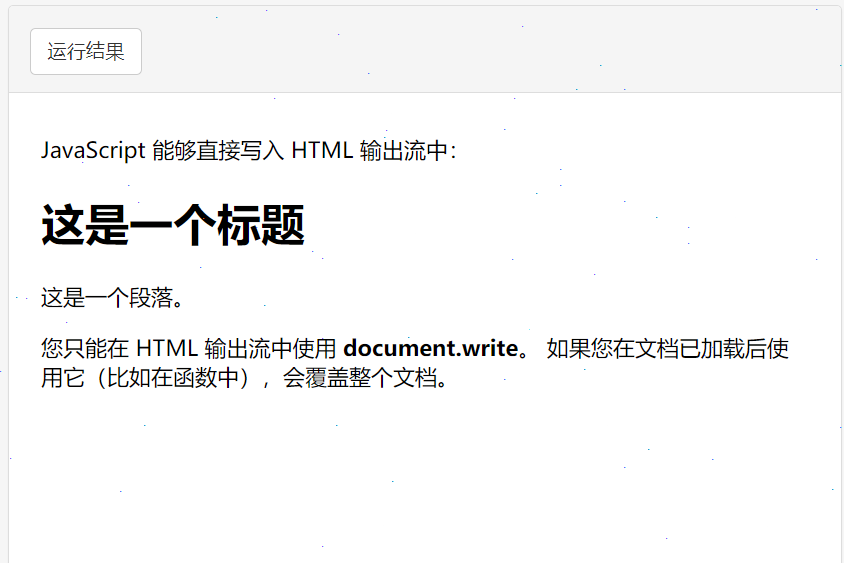 运行结果
JavaScript 能够直接写入 HTML 输出流中：
这是一个标题
这是一个段落。
您只能在 HTML 输出流中使用 document.write。 如果您在文档已加载后使
用它（比如在函数中），会覆盖整个文档。